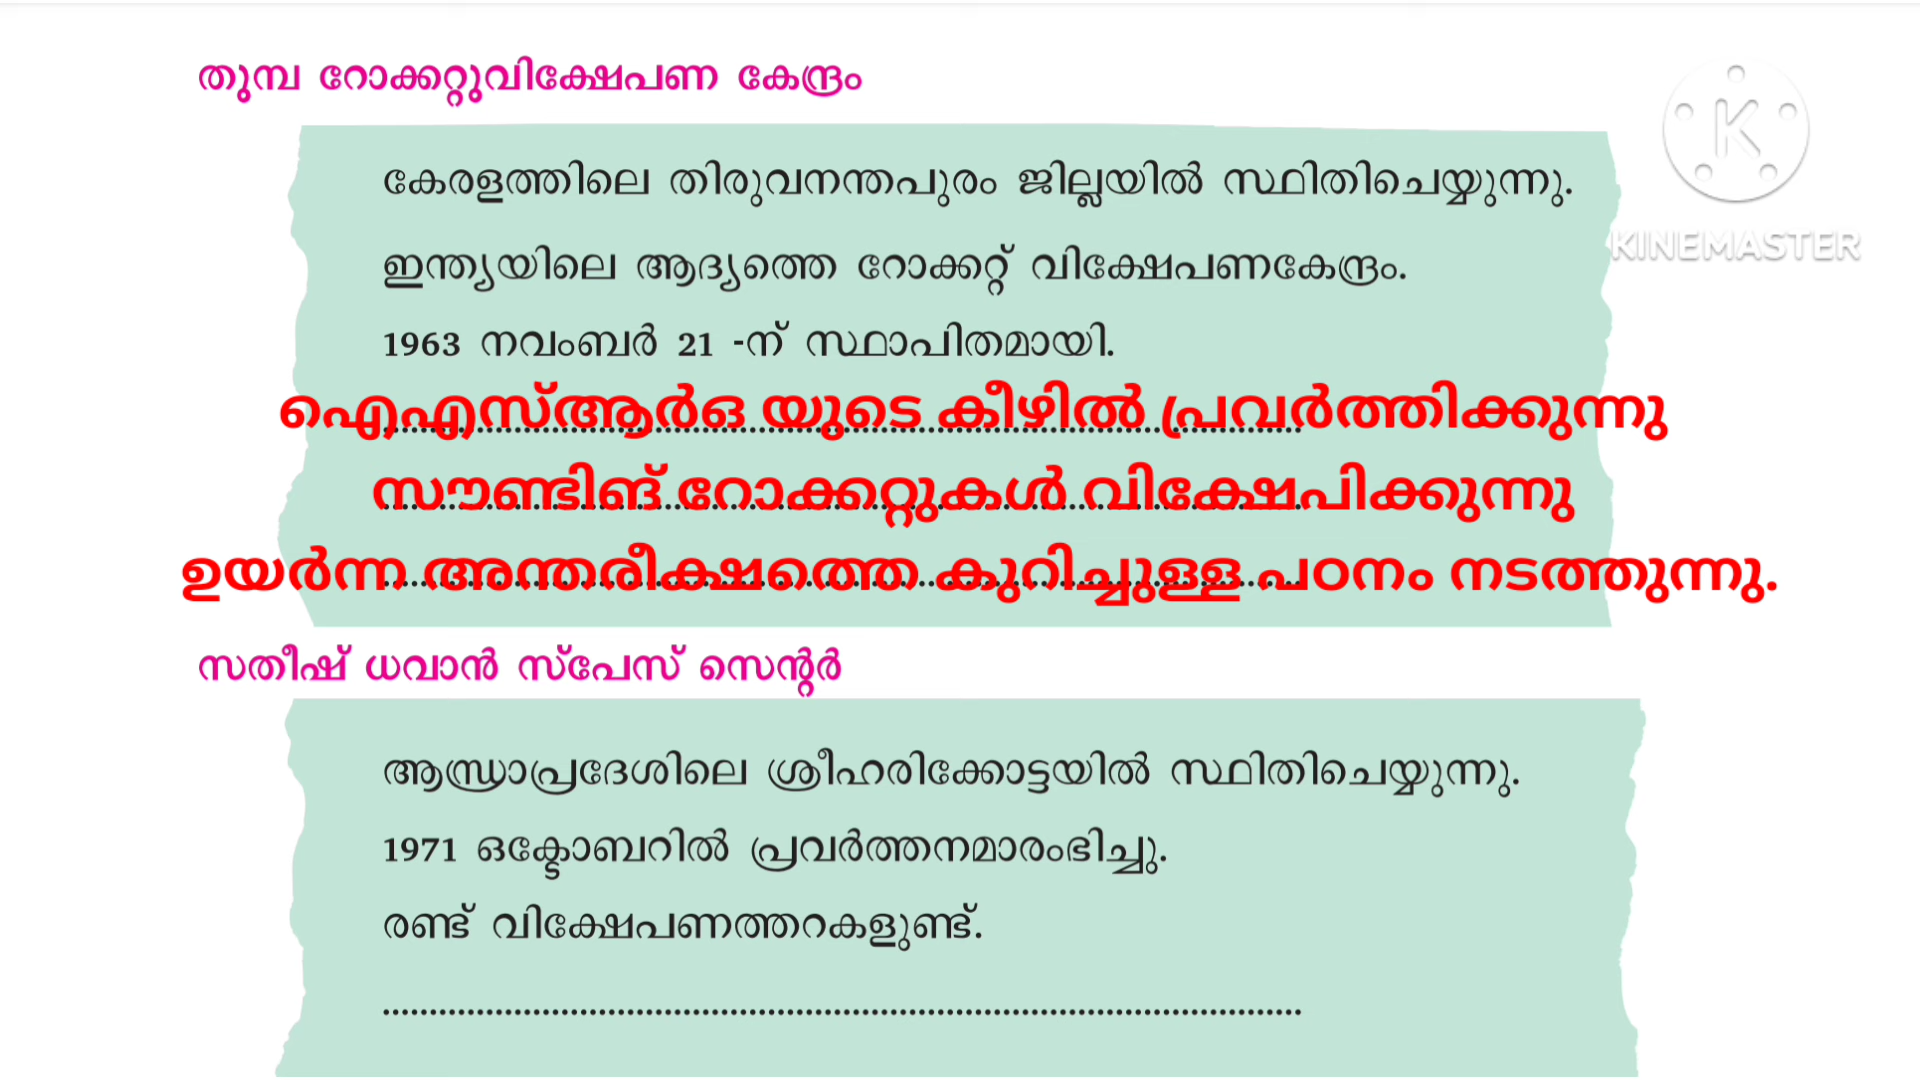 തുമ്പ റോക്കറ്റുവിക്ഷേപണ കേന്ദ്രം
കേരളത്തിലെ തിരുവനന്തപുരം ജില്ലയിൽ സ്ഥിതിചെയ്യുന്നു.
ഇന്ത്യയിലെ ആദ്യത്തെ റോക്കറ്റ് വിക്ഷേപണകേന്ദ്രം.
1963 നവംബർ 21 -ന് സ്ഥാപിതമായി.
ഐഎസ്ആർഒ യുടെ കീഴിൽ പ്രവർത്തിക്കുന്നു
സൗണ്ടിങ് റോക്കറ്റുകൾ വിക്ഷേപിക്കുന്നു
ഉയർന്ന അന്തരീക്ഷത്തെ കുറിച്ചുള്ള പഠനം നടത്തുന്നു.
സതീഷ് ധവാൻ സ്പേസ് സെന്റർ
ആന്ധ്രാപ്രദേശിലെ ശ്രീഹരിക്കോട്ടയിൽ സ്ഥിതിചെയ്യുന്നു.
1971 ഒക്ടോബറിൽ പ്രവർത്തനമാരംഭിച്ചു.
രണ്ട് വിക്ഷേപണത്തറകളുണ്ട്.
K
KINEMASTER